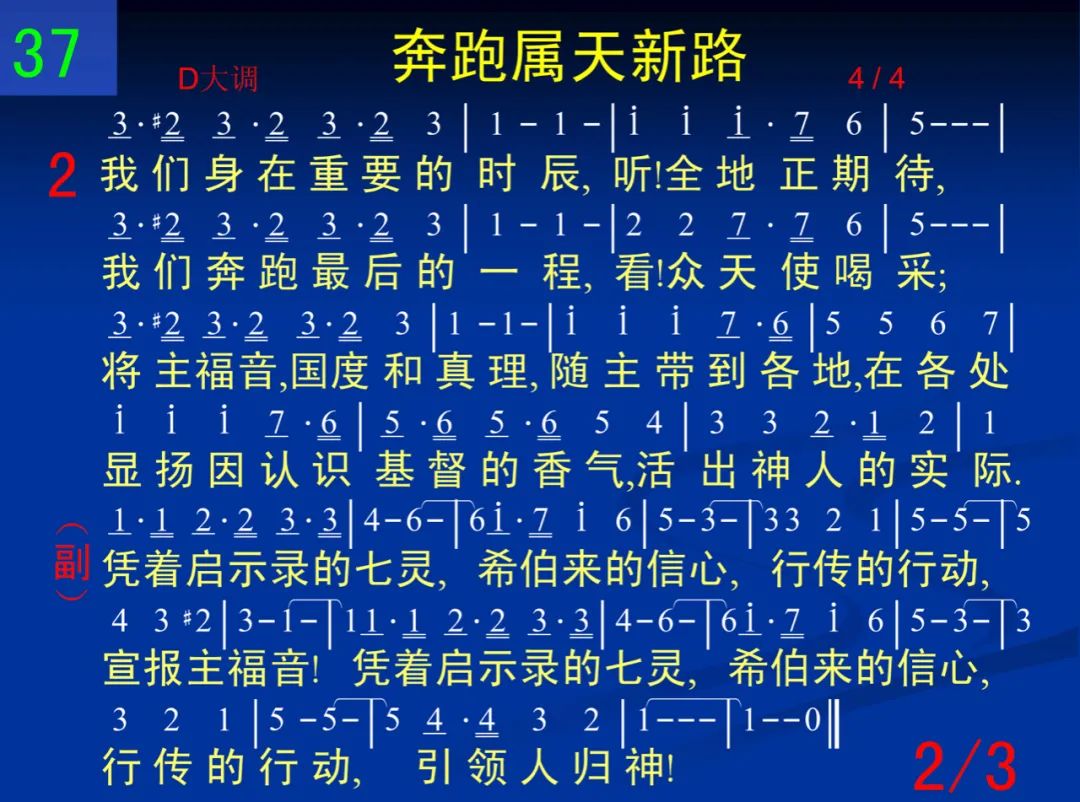 37
奔跑属天新路
D大调 4/4
3·#2 3·2 3·2 3|1-1-|i i i·7 6|5---|
2 我们身在重要的时辰,听!全地正期待,
3·#2 3·2 3·2 3|1-1-|2 2 7·7 6|5---|
我们奔跑最后的一程,看!众天使喝采;
3·#2 3·2 3·2 3|1-1-|i i i 7·6|5 5 6 7|
将主福音,国度和真理,随主带到各地,在各处
i i i 7·6|5·6 5·6 5 4|3 3 2·1 2|1
显扬因认识基督的香气,活出神人的实际.
1·1 2·2 3·3|4-6-|6i·7 i 6|5-3-|33 2 1|5-5-|5
(副) 凭着启示录的七灵, 希伯来的信心, 行传的行动,
4 3 #2|3-1-|11·1 2·2 3·3|4-6-|6i·7 i 6|5-3-|3
宣报主福音! 凭着启示录的七灵, 希伯来的信心,
3 2 1|5-5-|5 4·4 3 2|1---|1--0‖
行传的行动, 引领人归神!
2/3